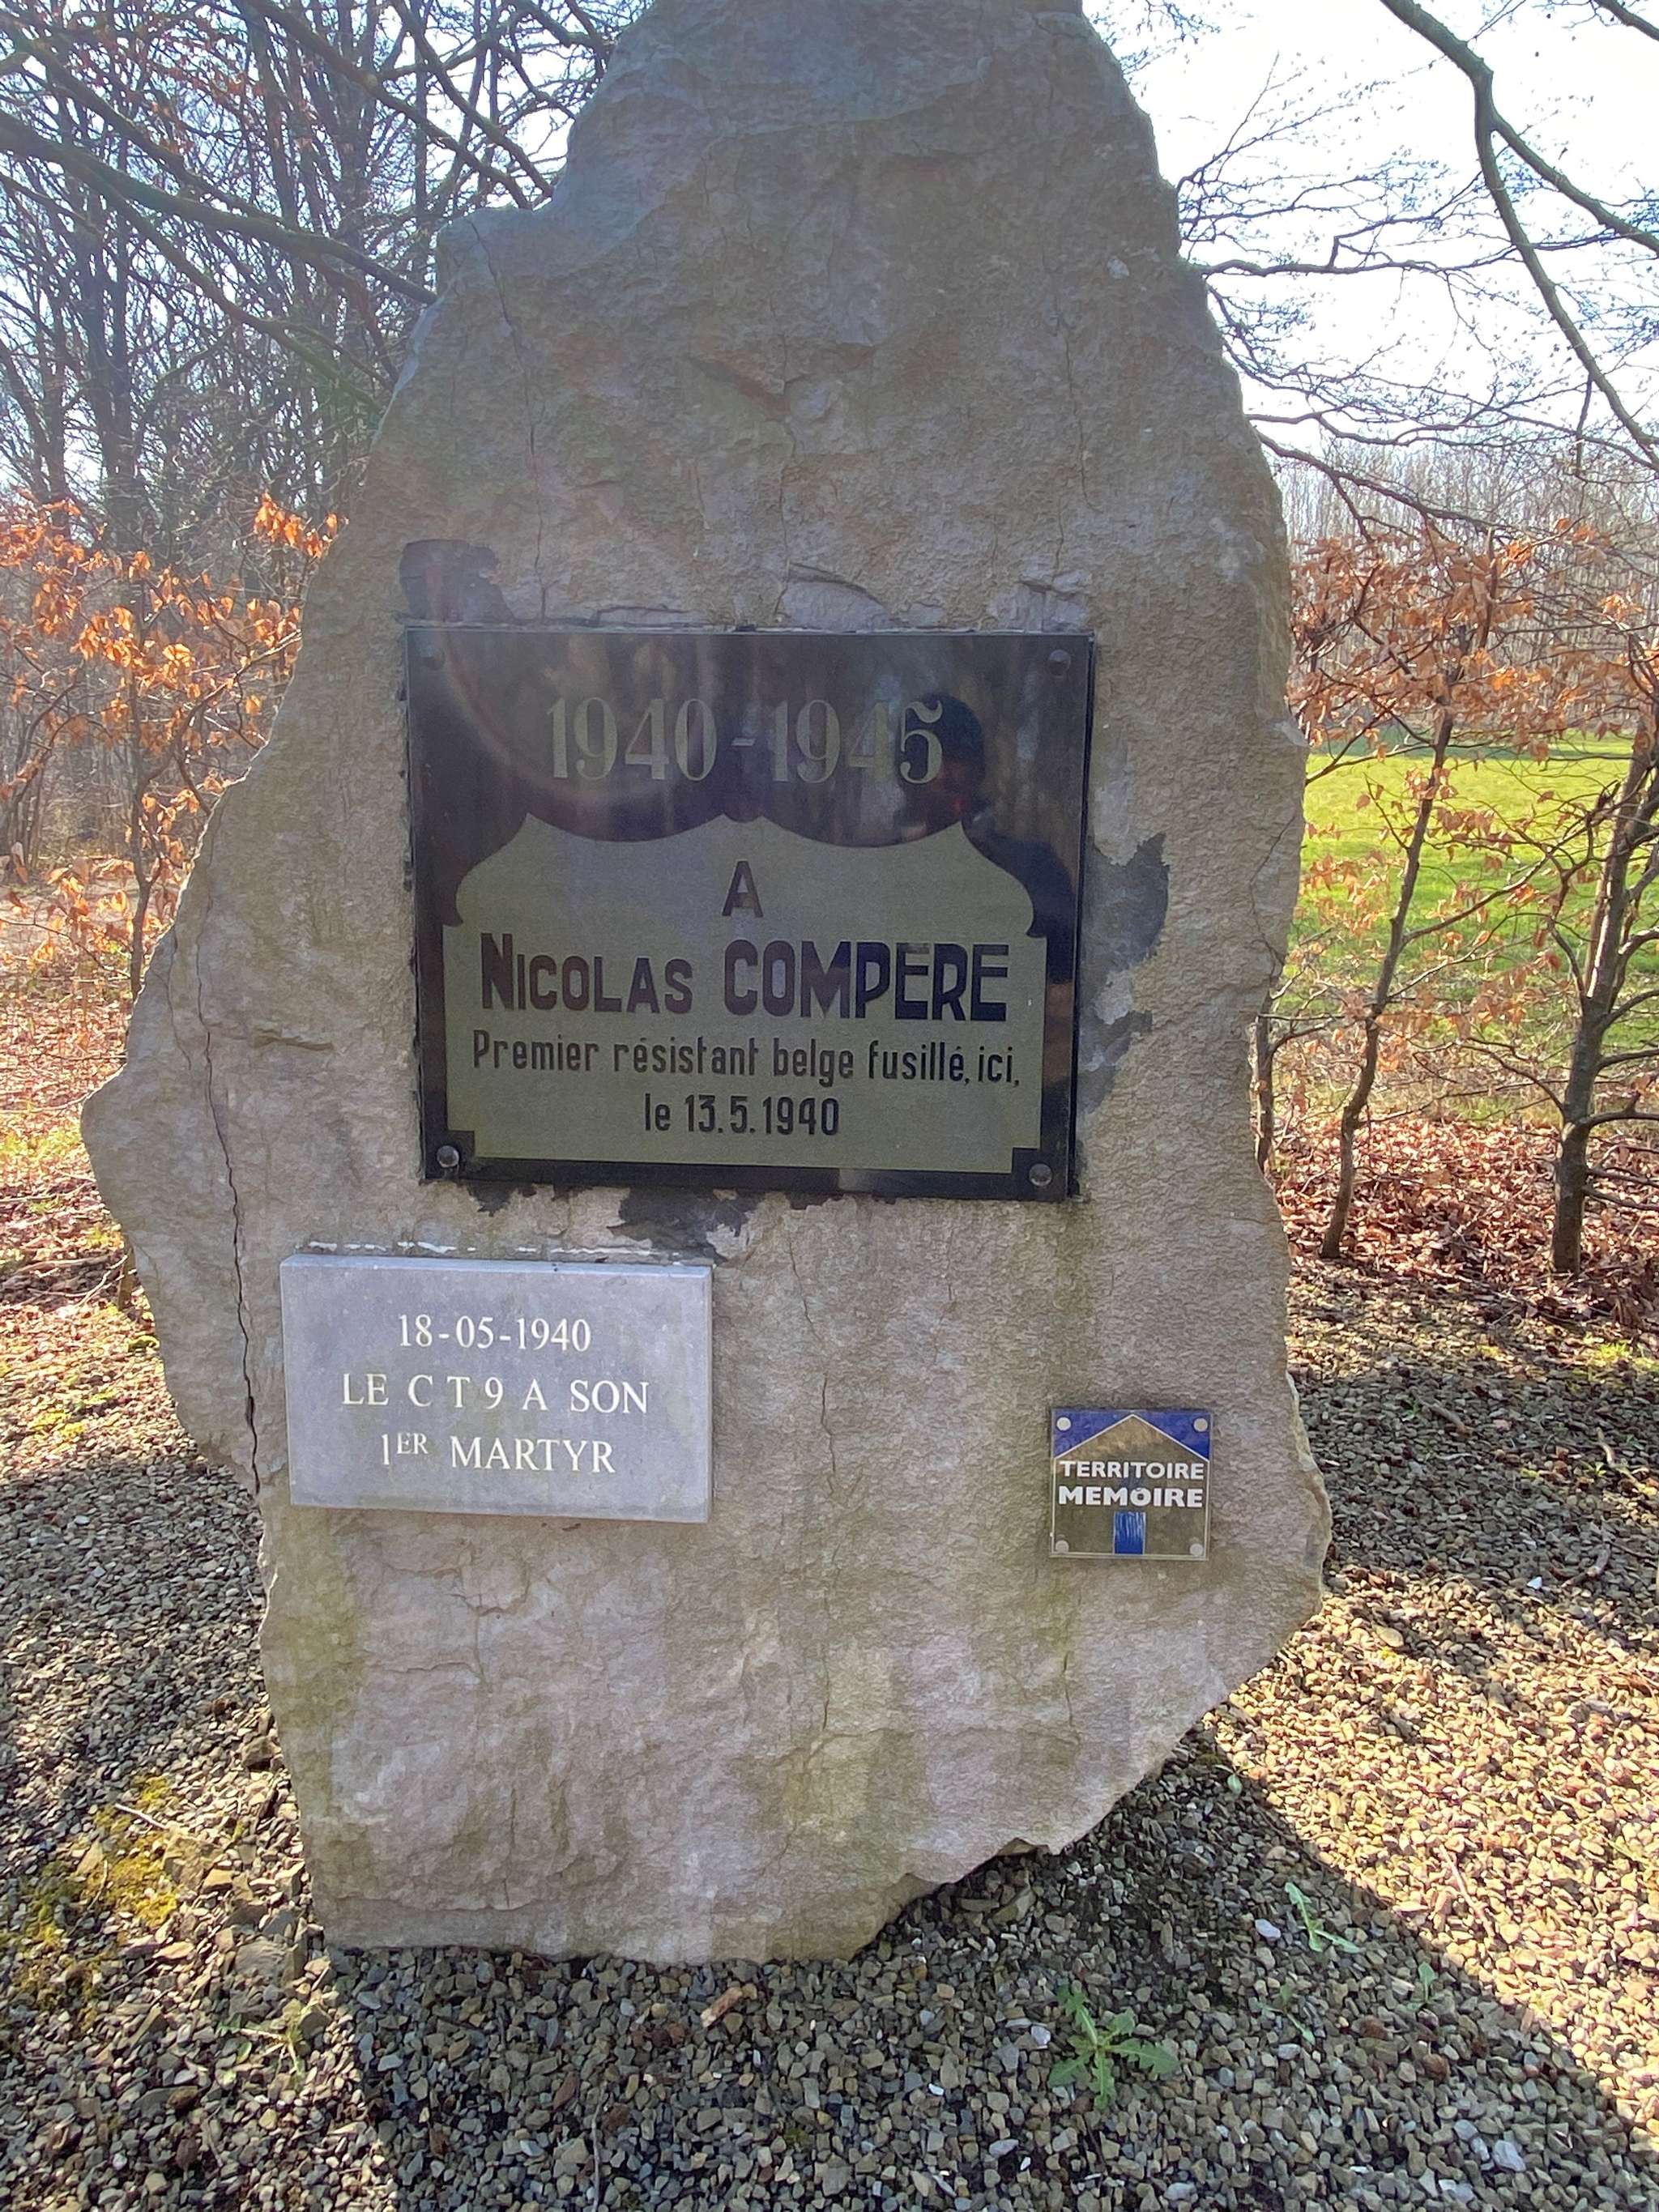 1940-1945
A
NICOLAS COMPERE
Premier résistant belge fusillé, ici,
le 13.5.1940
18-05-1940
LE C T 9 A SON
1ER MARTYR
TERRITOIRE
MEMOIRE